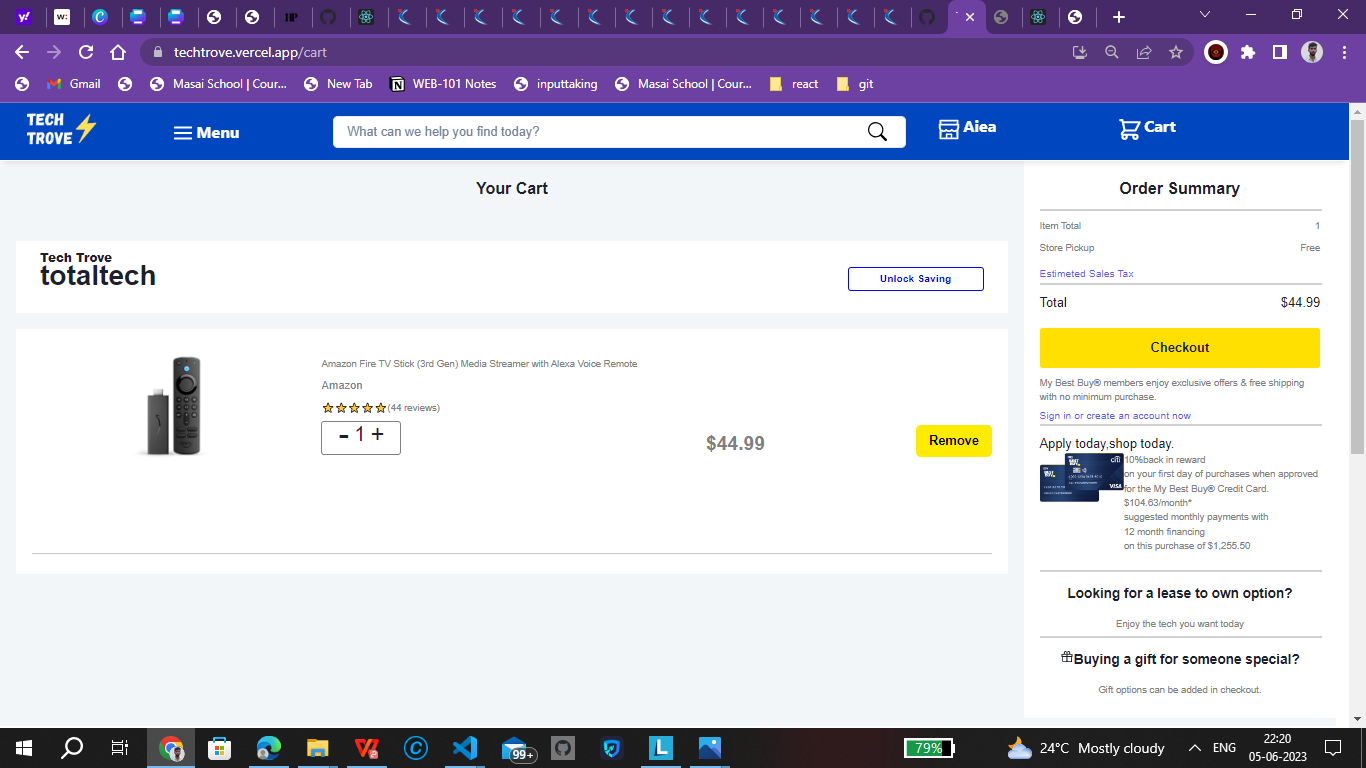 techtrove.vercel.app/cart
Gmail
Masai School | Cour...
New Tab
WEB-101 Notes
inputtaking
Masai School | Cour...
react
git
TECH
TROVE
Menu
What can we help you find today?
Aiea
Cart
Your Cart
Tech Trove
totaltech
Unlock Saving
Amazon Fire TV Stick (3rd Gen) Media Streamer with Alexa Voice Remote
Amazon
(44 reviews)
- 1 +
$44.99
Remove
Order Summary
Item Total 1
Store Pickup Free
Estimeted Sales Tax
Total $44.99
Checkout
My Best Buy® members enjoy exclusive offers & free shipping
with no minimum purchase.
Sign in or create an account now
Apply today,shop today.
10%back in reward
on your first day of purchases when approved
for the My Best Buy® Credit Card.
$104.63/month*
suggested monthly payments with
12 month financing
on this purchase of $1,255.50
Looking for a lease to own option?
Enjoy the tech you want today
Buying a gift for someone special?
Gift options can be added in checkout.
99+
79%
24°C Mostly cloudy
ENG
22:20
05-06-2023